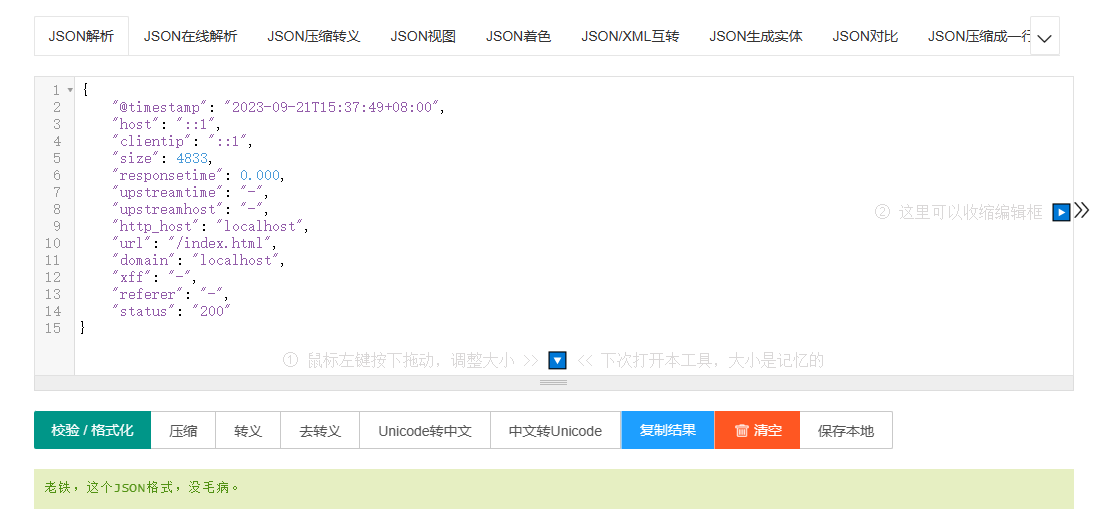 JSON解析 JSON在线解析 JSON压缩转义 JSON视图 JSON着色 JSON/XML互转 JSON生成实体 JSON对比 JSON压缩成一行
1 {
2 "@timestamp": "2023-09-21T15:37:49+08:00",
3 "host": "::1",
4 "clientip": "::1",
5 "size": 4833,
6 "responsetime": 0.000,
7 "upstreamtime": "-",
8 "upstreamhost": "-",
9 "http_host": "localhost",
10 "url": "/index.html",
11 "domain": "localhost",
12 "xff": "-",
13 "referer": "-",
14 "status": "200"
15 }
② 这里可以收缩编辑框
① 鼠标左键按下拖动，调整大小 >> << 下次打开本工具，大小是记忆的
校验 / 格式化 压缩 转义 去转义 Unicode转中文 中文转Unicode 复制结果 清空 保存本地
老铁，这个JSON格式，没毛病。